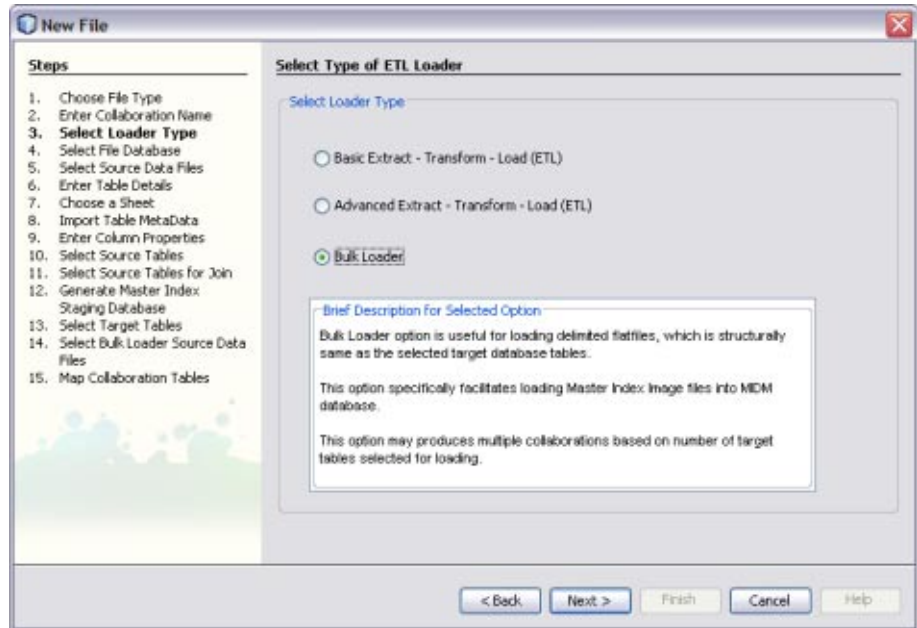 New File
Steps
1. Choose File Type
2. Enter Collaboration Name
3. Select Loader Type
4. Select File Database
5. Select Source Data Files
6. Enter Table Details
7. Choose a Sheet
8. Import Table MetaData
9. Enter Column Properties
10. Select Source Tables
11. Select Source Tables for Join
12. Generate Master Index
Staging Database
13. Select Target Tables
14. Select Bulk Loader Source Data
Files
15. Map Collaboration Tables
Select Type of ETL Loader
Select Loader Type
Basic Extract - Transform - Load (ETL)
Advanced Extract - Transform - Load (ETL)
Bulk Loader
Brief Description for Selected Option
Bulk Loader option is useful for loading delimited flatfiles, which is structurally
same as the selected target database tables.
This option specifically facilitates loading Master Index Image files into MIDM
database.
This option may produces multiple collaborations based on number of target
tables selected for loading.
< Back
Next >
Finish
Cancel
Help